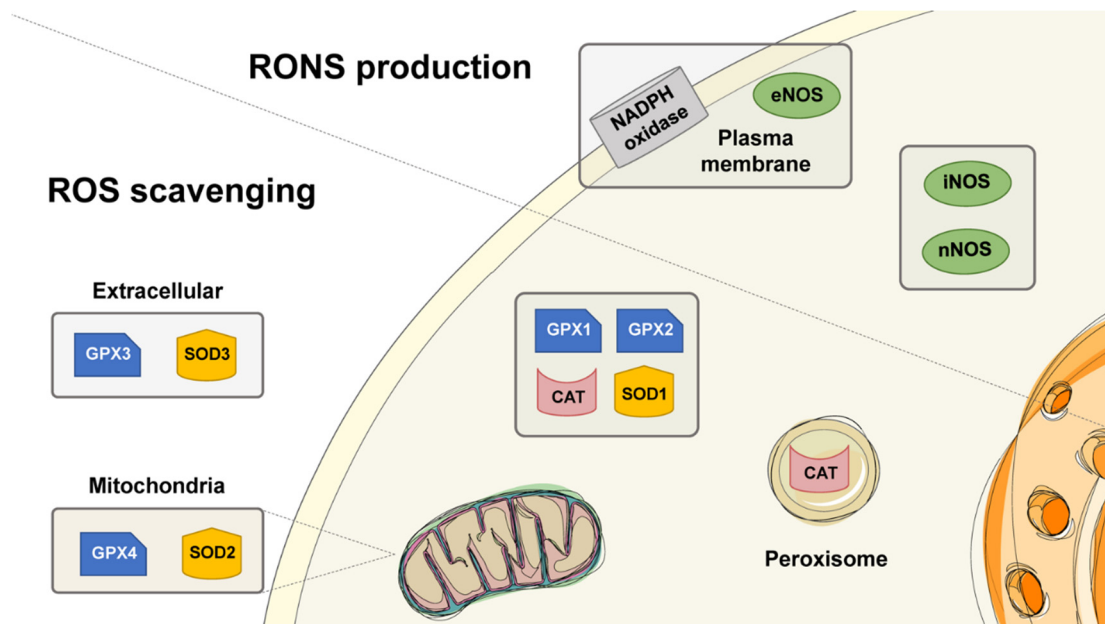 RONS production
NADPH
oxidase
eNOS
Plasma
membrane
iNOS
nNOS
ROS scavenging
Extracellular
GPX3
SOD3
GPX1
GPX2
CAT
SOD1
Mitochondria
GPX4
SOD2
CAT
Peroxisome